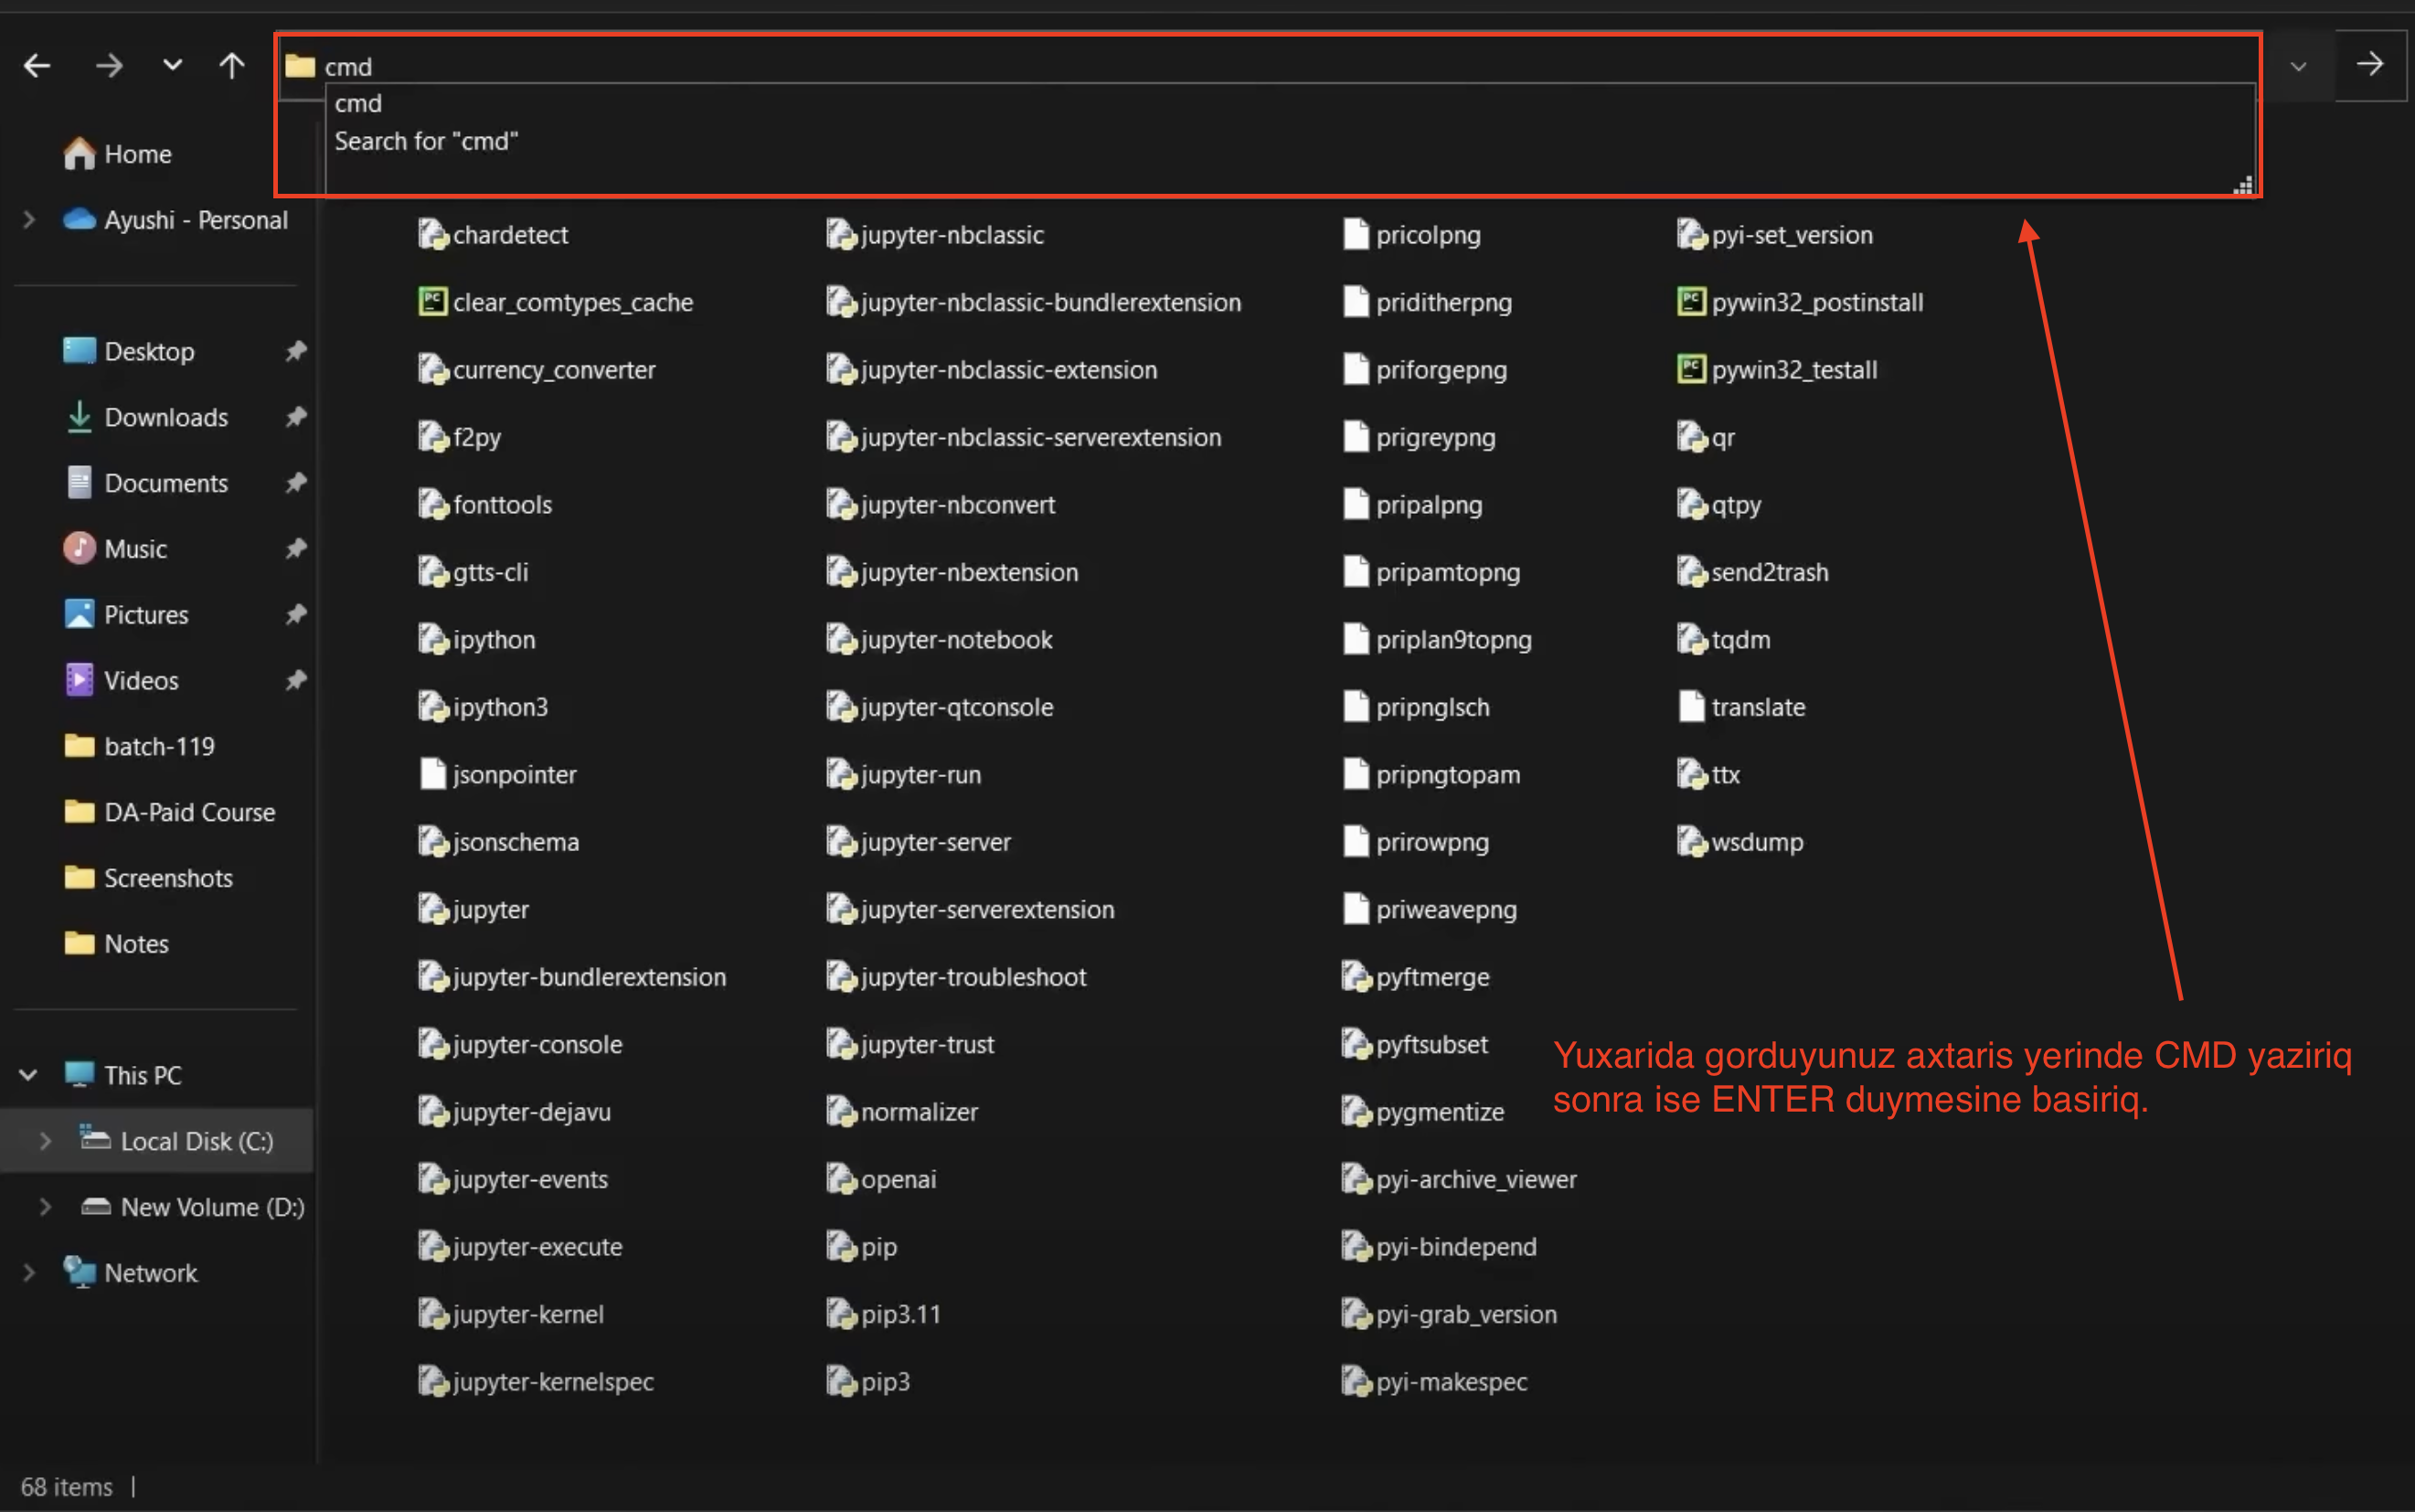 cmd
cmd
Search for "cmd"
Home
Ayushi - Personal
Desktop
Downloads
Documents
Music
Pictures
Videos
batch-119
DA-Paid Course
Screenshots
Notes
This PC
Local Disk (C:)
New Volume (D:)
Network
chardetect
clear_comtypes_cache
currency_converter
f2py
fonttools
gtts-cli
ipython
ipython3
jsonpointer
jsonschema
jupyter
jupyter-bundlerextension
jupyter-console
jupyter-dejavu
jupyter-events
jupyter-execute
jupyter-kernel
jupyter-kernelspec
jupyter-nbclassic
jupyter-nbclassic-bundlerextension
jupyter-nbclassic-extension
jupyter-nbclassic-serverextension
jupyter-nbconvert
jupyter-nbextension
jupyter-notebook
jupyter-qtconsole
jupyter-run
jupyter-server
jupyter-serverextension
jupyter-troubleshoot
jupyter-trust
normalizer
openai
pip
pip3.11
pip3
pricolpng
priditherpng
priforgepng
prigreypng
pripalpng
pripamtopng
priplan9topng
pripnglsch
pripngtopam
prirowpng
priweavepng
pyftmerge
pyftsubset
pygmentize
pyi-archive_viewer
pyi-bindepend
pyi-grab_version
pyi-makespec
pyi-set_version
PC
pywin32_postinstall
PC
pywin32_testall
qr
qtpy
send2trash
tqdm
translate
ttx
wsdump
Yuxarida gorduyunuz axtaris yerinde CMD yaziriq
sonra ise ENTER duymesine basiriq.
68 items